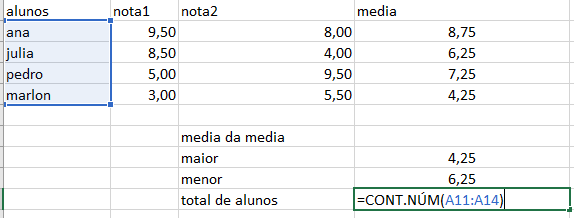 alunos nota1 nota2 media
ana 9,50 8,00 8,75
julia 8,50 4,00 6,25
pedro 5,00 9,50 7,25
marlon 3,00 5,50 4,25
media da media
maior 4,25
menor 6,25
total de alunos =CONT.NÚM(A11:A14)